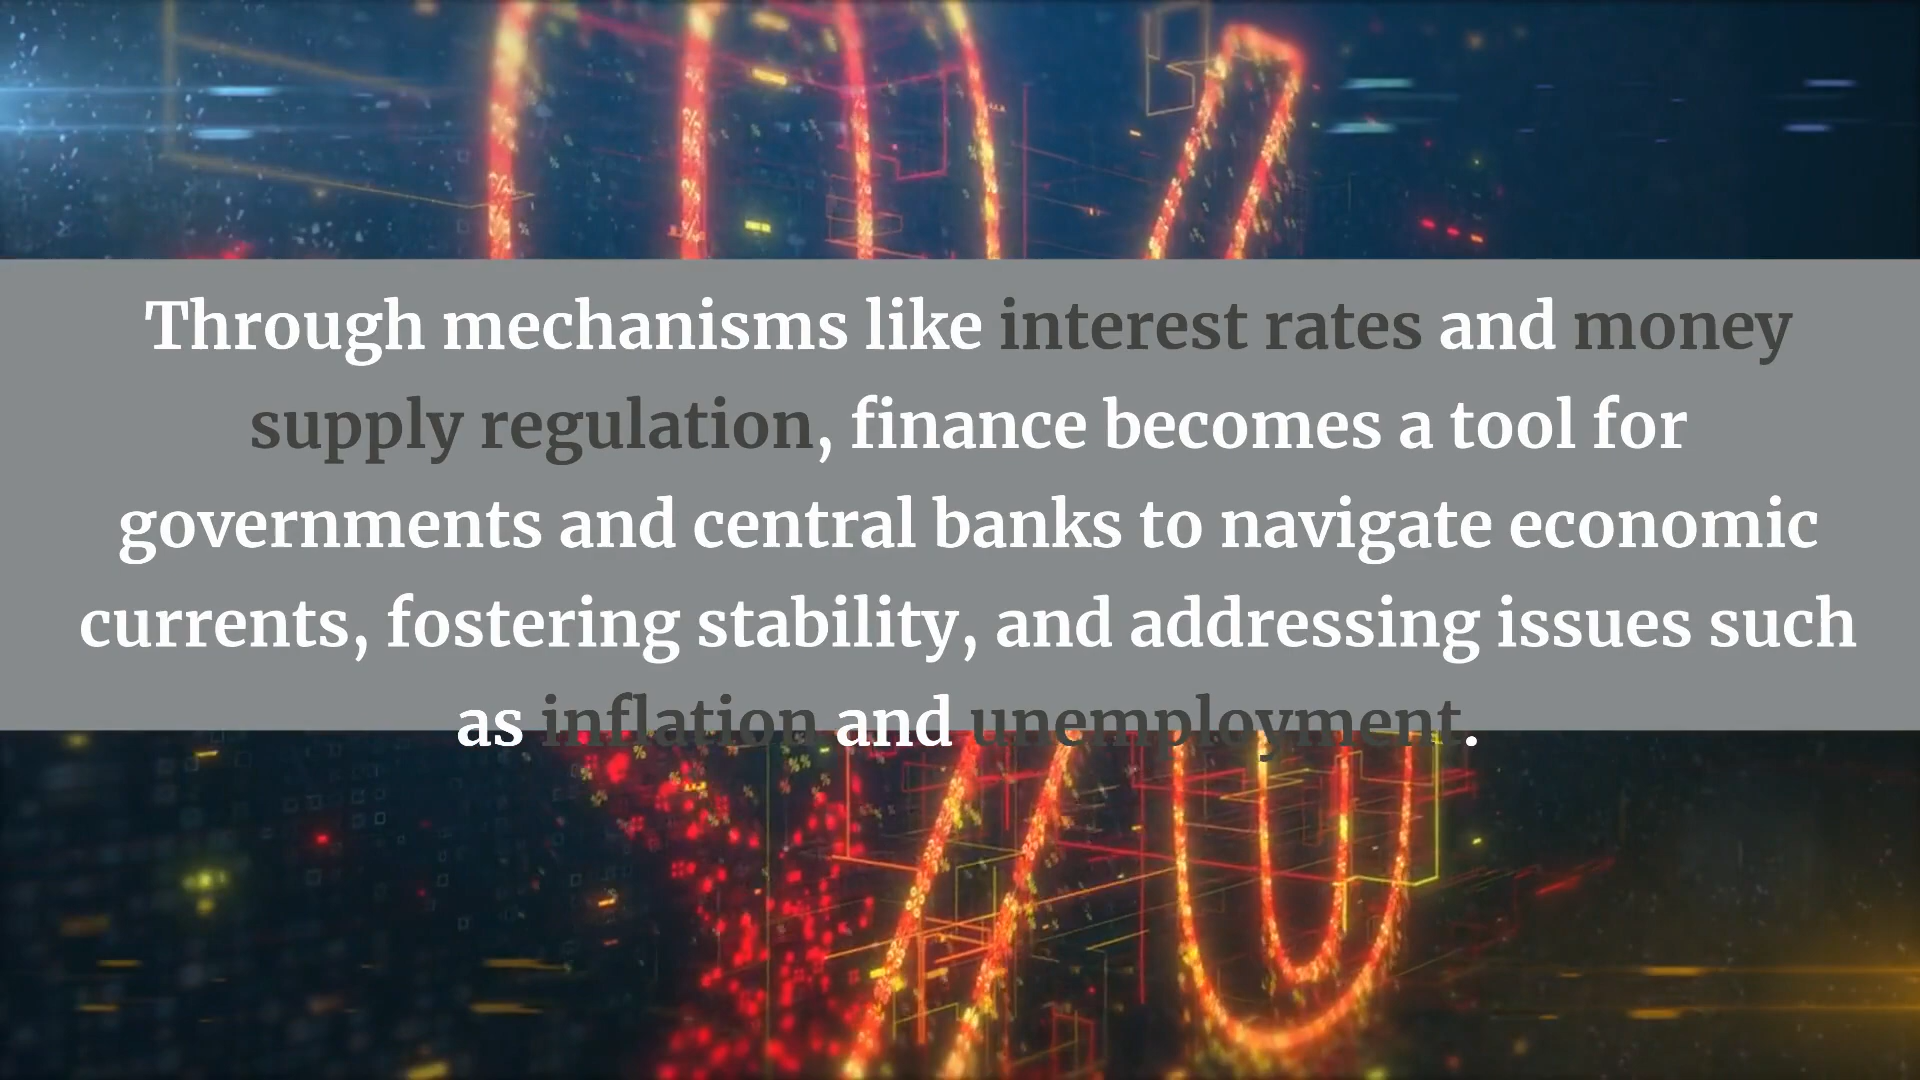 Through mechanisms like interest rates and money
supply regulation, finance becomes a tool for
governments and central banks to navigate economic
currents, fostering stability, and addressing issues such
as inflation and unemployment.